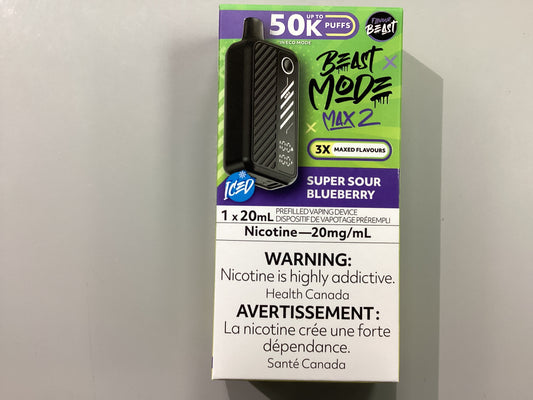 UP TO
50K PUFFS
IN ECO MODE
FLAVOUR
BEAST
BEAST
MODE
MAX 2
3X MAXED FLAVOURS
100
100
ICED
SUPER SOUR
BLUEBERRY
1 x 20mL PREFILLED VAPING DEVICE
DISPOSITIF DE VAPOTAGE PRÉREMPLI
Nicotine—20mg/mL
WARNING:
Nicotine is highly addictive.
Health Canada
AVERTISSEMENT:
La nicotine crée une forte
dépendance.
Santé Canada